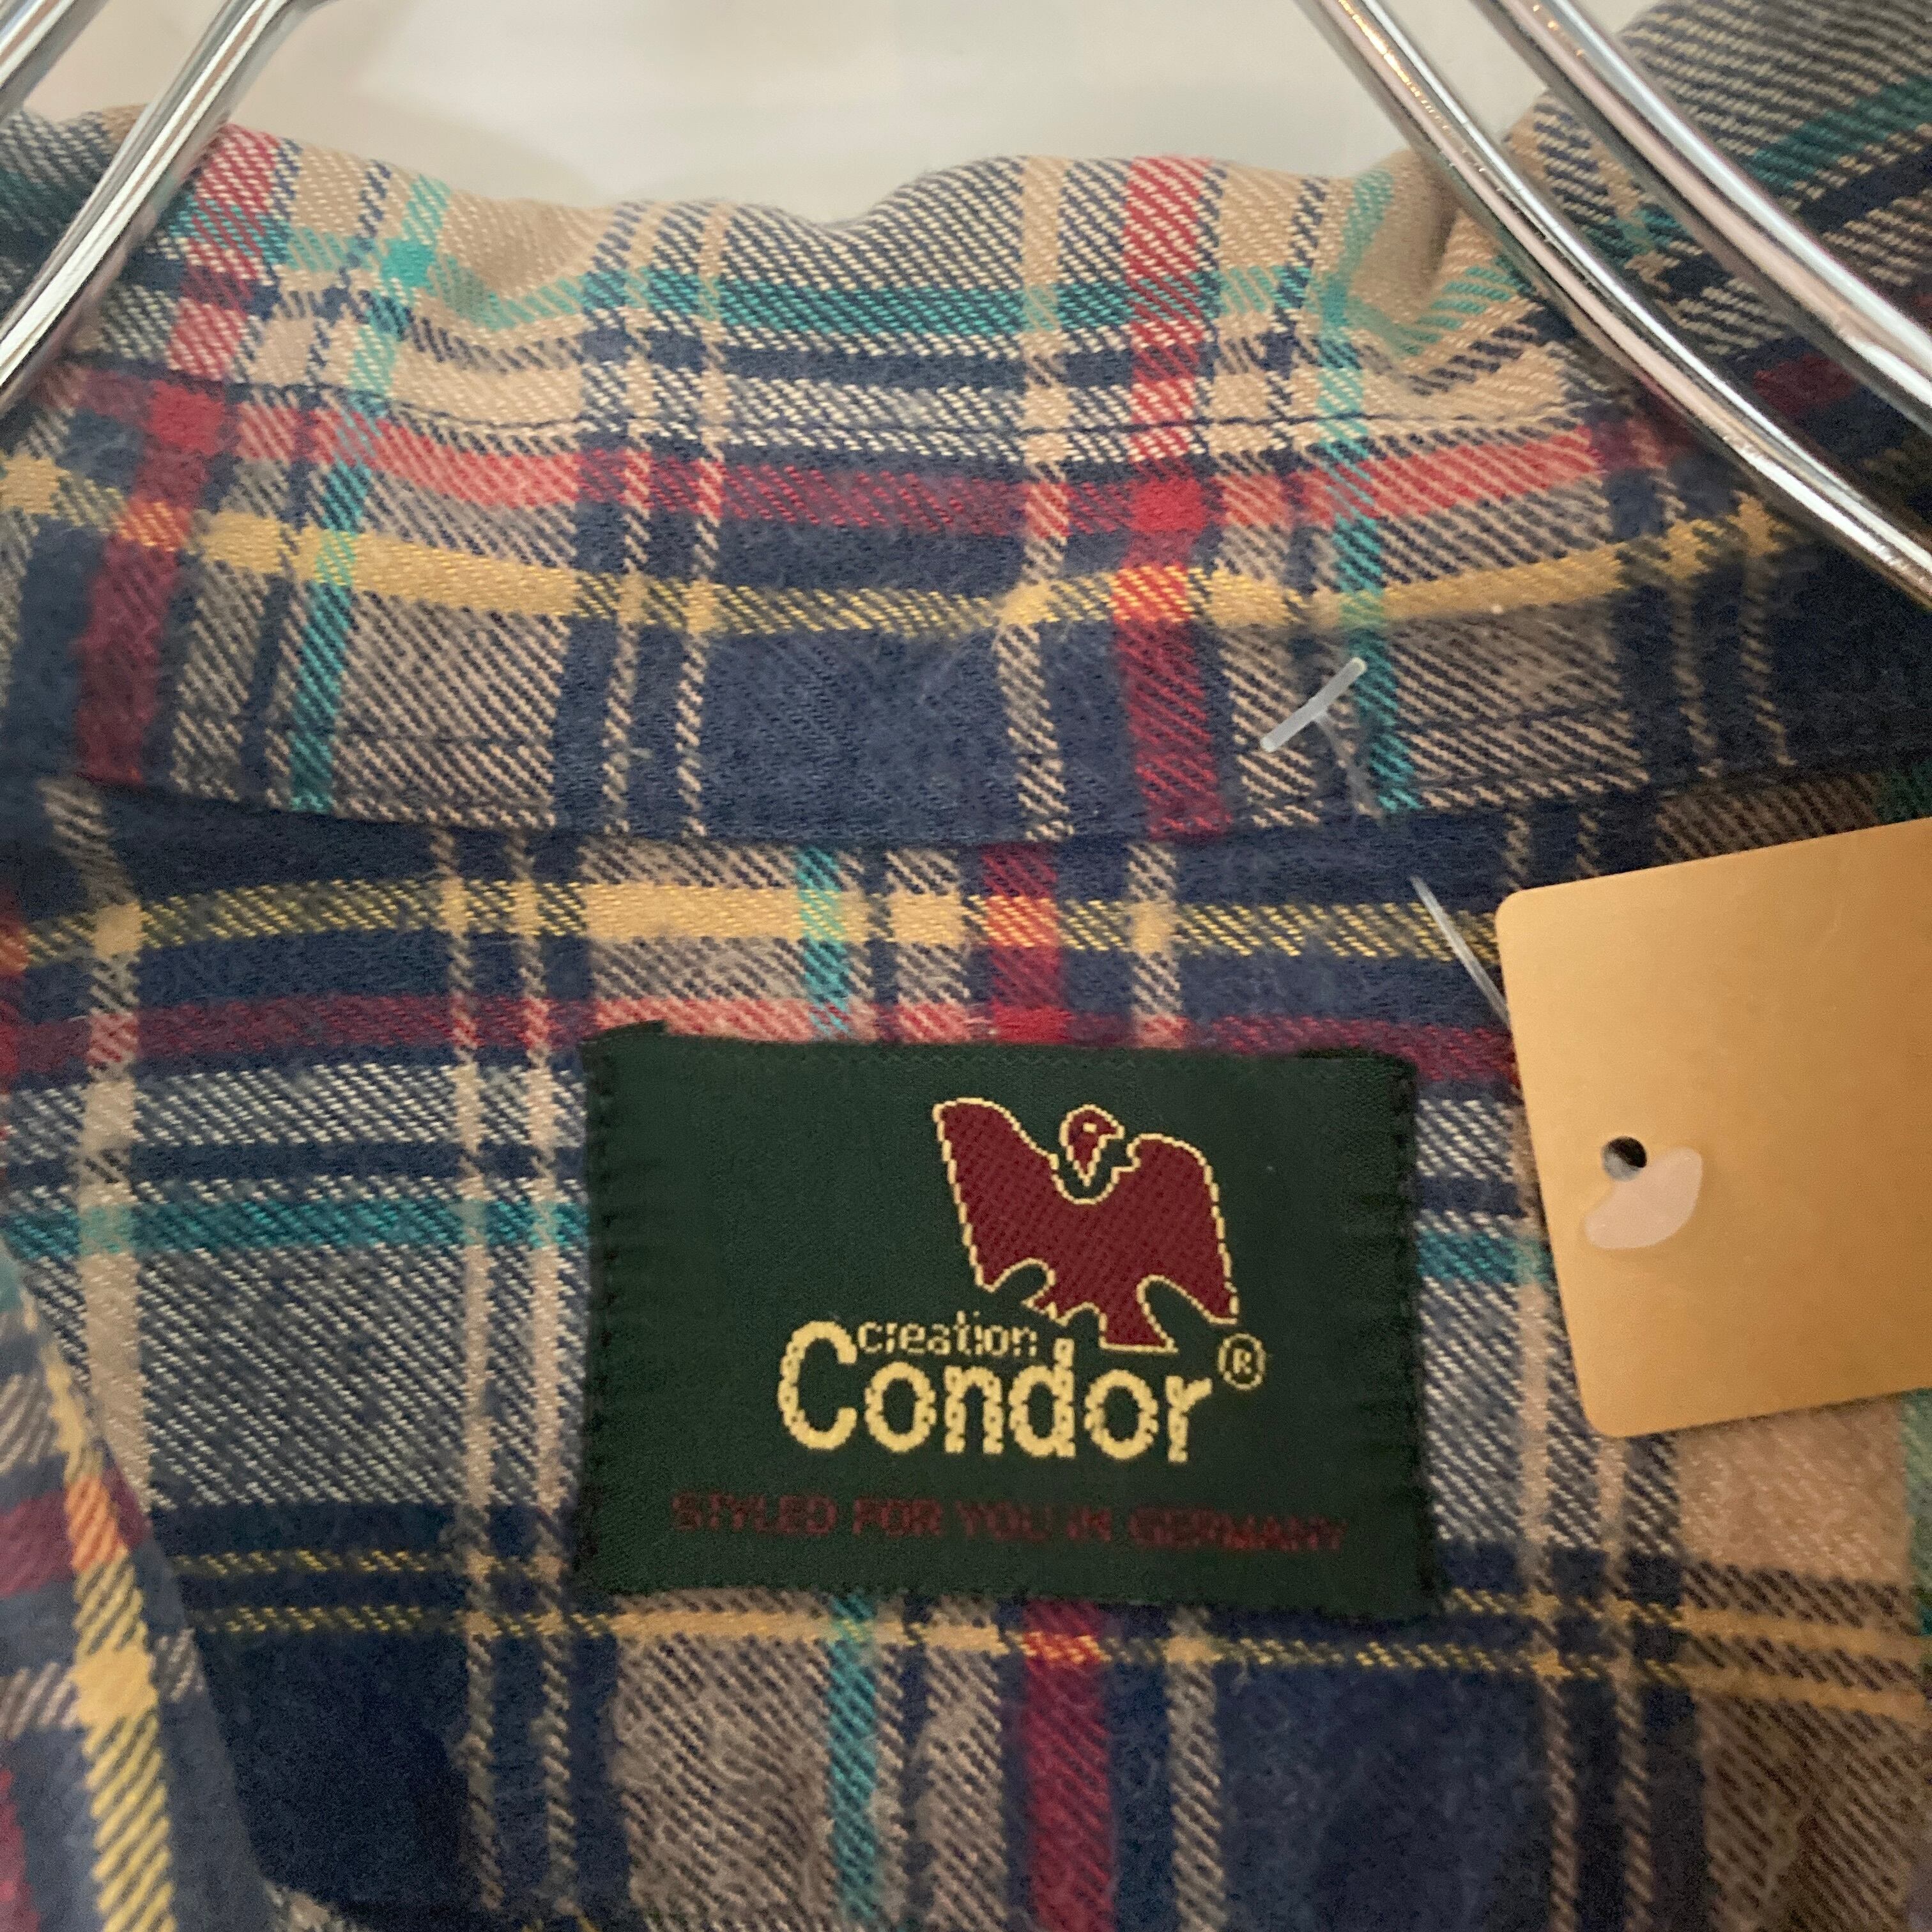 creation
Condor®
STYLED FOR YOU IN GERMANY